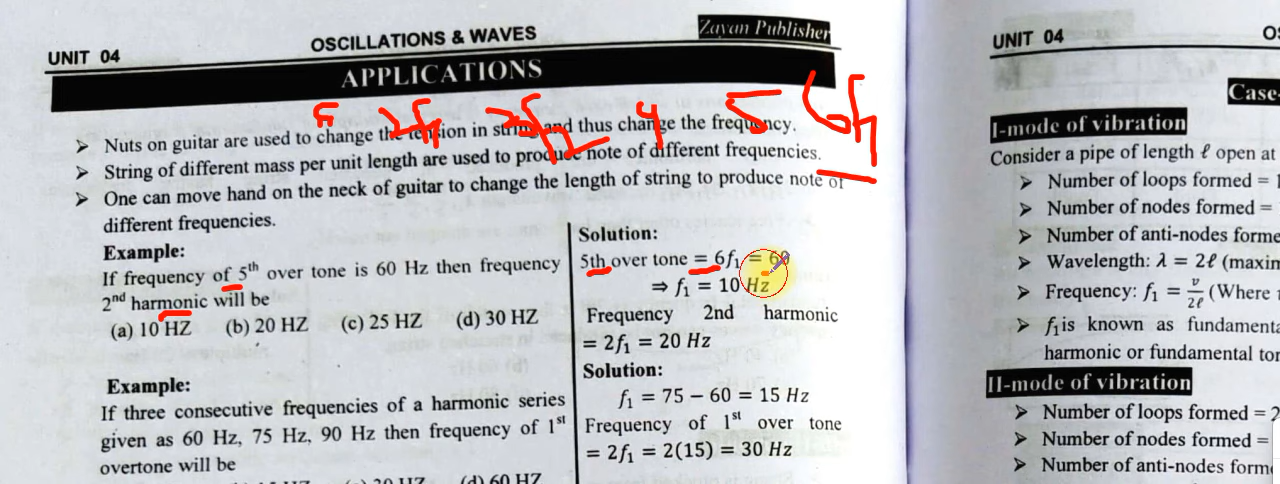 UNIT 04
OSCILLATIONS & WAVES
Zayan Publisher
APPLICATIONS
5 6f1
➤ Nuts on guitar are used to change the tension in string and thus change the frequency.
➤ String of different mass per unit length are used to produce note of different frequencies.
➤ One can move hand on the neck of guitar to change the length of string to produce note of
different frequencies.
Example:
If frequency of 5th over tone is 60 Hz then frequency
2nd harmonic will be
(a) 10 HZ (b) 20 HZ (c) 25 HZ (d) 30 HZ
Example:
If three consecutive frequencies of a harmonic series
given as 60 Hz, 75 Hz, 90 Hz then frequency of 1st
overtone will be
(d) 60 HZ
Solution:
5th over tone = 6f₁ = 60
⇒ f₁ = 10 Hz
Frequency 2nd harmonic
= 2f₁ = 20 Hz
Solution:
f₁ = 75 − 60 = 15 Hz
Frequency of 1st over tone
= 2f₁ = 2(15) = 30 Hz
UNIT 04
Case-
I-mode of vibration
Consider a pipe of length ℓ open at
➤ Number of loops formed = 1
➤ Number of nodes formed =
➤ Number of anti-nodes forme
➤ Wavelength: λ = 2ℓ (maxim
➤ Frequency: f₁ = v/2ℓ (Where
➤ f₁is known as fundamenta
harmonic or fundamental to
II-mode of vibration
➤ Number of loops formed = 2
➤ Number of nodes formed =
➤ Number of anti-nodes form